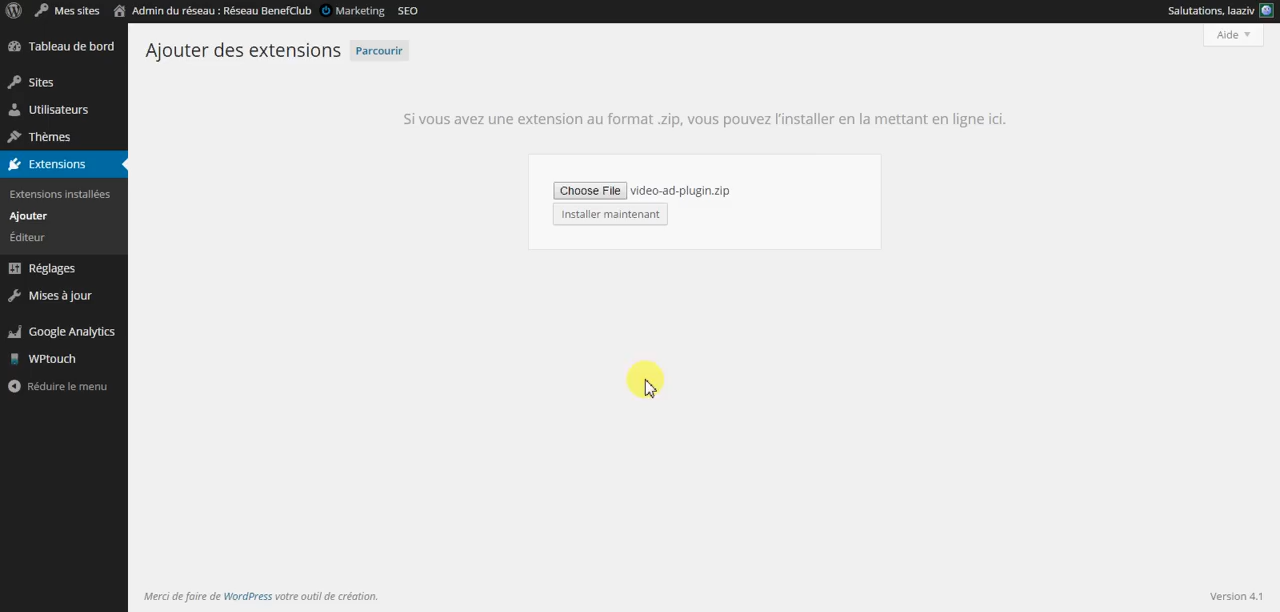 Mes sites Admin du réseau : Réseau BenefClub Marketing SEO Salutations, laaziv
Aide
Tableau de bord
Sites
Utilisateurs
Thèmes
Extensions
Extensions installées
Ajouter
Éditeur
Réglages
Mises à jour
Google Analytics
WPtouch
Réduire le menu
Ajouter des extensions Parcourir
Si vous avez une extension au format .zip, vous pouvez l’installer en la mettant en ligne ici.
Choose File video-ad-plugin.zip
Installer maintenant
Merci de faire de WordPress votre outil de création. Version 4.1